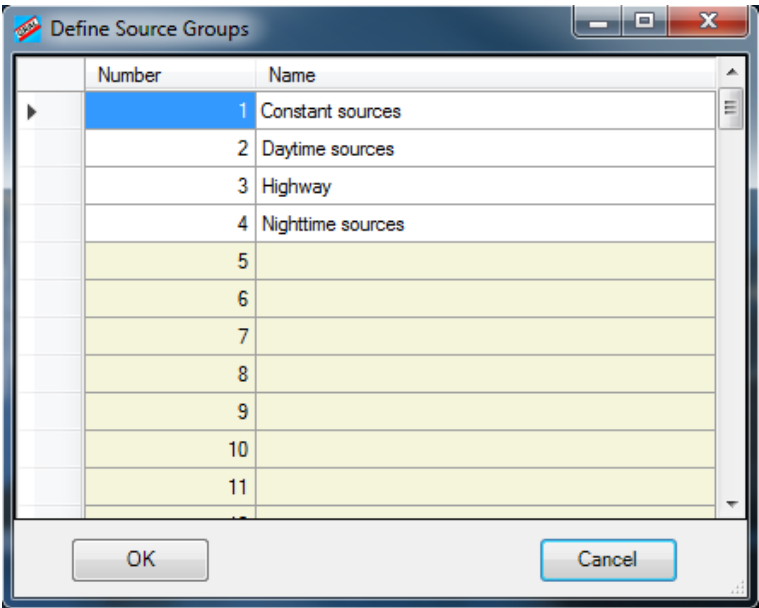 Define Source Groups
Number Name
1 Constant sources
2 Daytime sources
3 Highway
4 Nighttime sources
5
6
7
8
9
10
11
OK Cancel